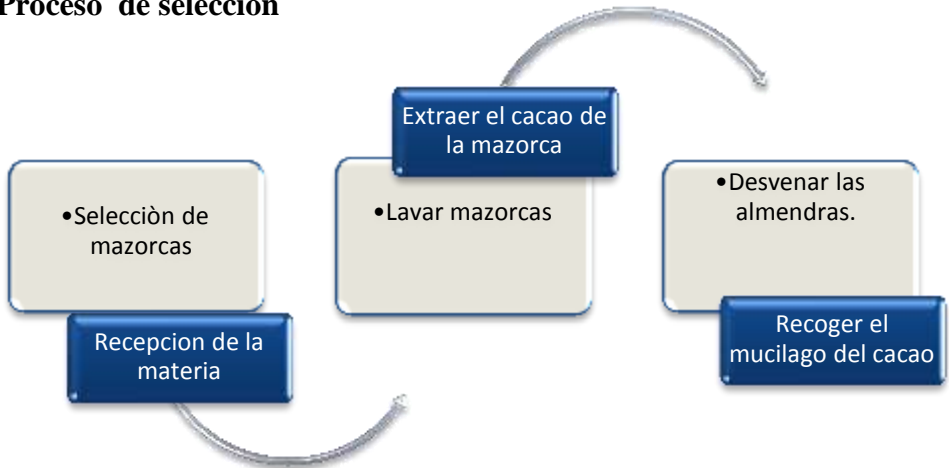 Proceso de selección
•Selecciòn de
mazorcas
Recepcion de la
materia
Extraer el cacao de
la mazorca
•Lavar mazorcas
•Desvenar las
almendras.
Recoger el
mucilago del cacao